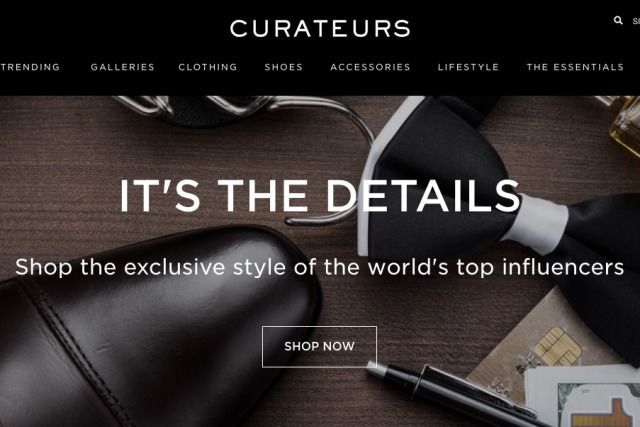 CURATEURS
TRENDING GALLERIES CLOTHING SHOES ACCESSORIES LIFESTYLE THE ESSENTIALS
IT'S THE DETAILS
Shop the exclusive style of the world's top influencers
SHOP NOW